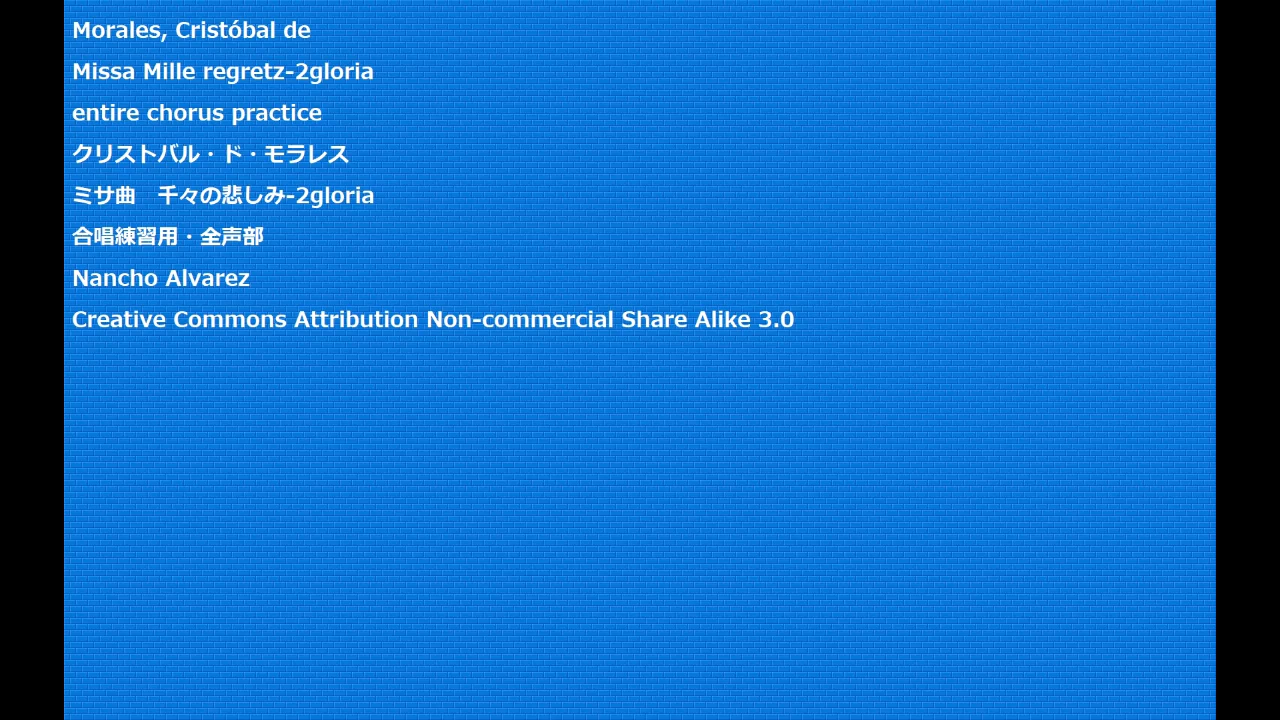 Morales, Cristóbal de
Missa Mille regretz-2gloria
entire chorus practice
クリストバル・ド・モラレス
ミサ曲　千々の悲しみ-2gloria
合唱練習用・全声部
Nancho Alvarez
Creative Commons Attribution Non-commercial Share Alike 3.0